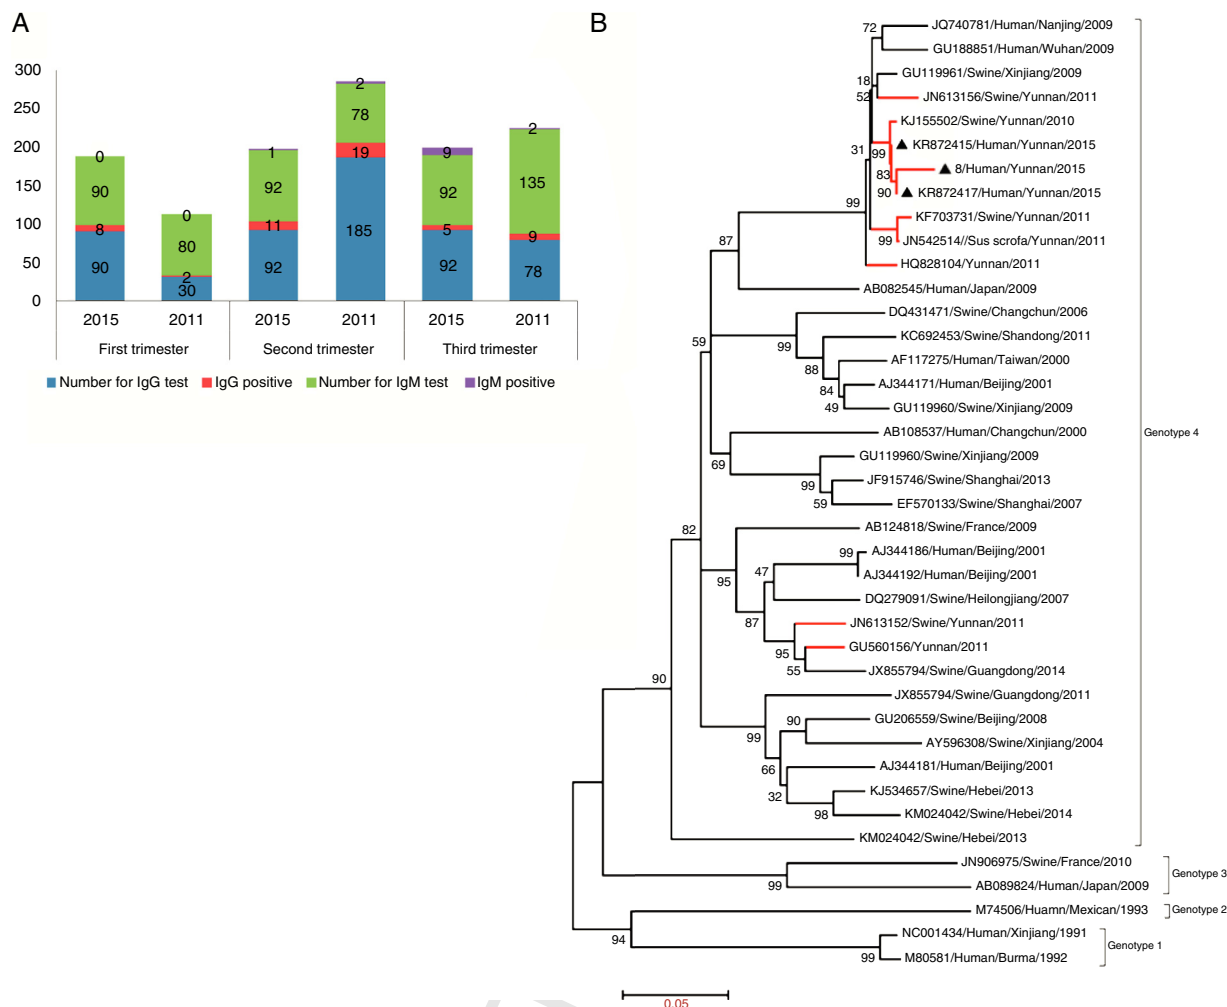 A
300
250
200
150
100
50
0
0
90
8
90
0
80
2
30
1
92
11
92
2
78
19
185
9
92
5
92
2
135
9
78
2015 2011 2015 2011 2015 2011
First trimester Second trimester Third trimester
Number for IgG test IgG positive Number for IgM test IgM positive
B
72 JQ740781/Human/Nanjing/2009
GU188851/Human/Wuhan/2009
18 GU119961/Swine/Xinjiang/2009
52 JN613156/Swine/Yunnan/2011
KJ155502/Swine/Yunnan/2010
31 99 KR872415/Human/Yunnan/2015
83 8/Human/Yunnan/2015
90 KR872417/Human/Yunnan/2015
99 KF703731/Swine/Yunnan/2011
99 JN542514//Sus scrofa/Yunnan/2011
87 HQ828104/Yunnan/2011
AB082545/Human/Japan/2009
DQ431471/Swine/Changchun/2006
59 99 KC692453/Swine/Shandong/2011
88 AF117275/Human/Taiwan/2000
84 AJ344171/Human/Beijing/2001
49 GU119960/Swine/Xinjiang/2009
AB108537/Human/Changchun/2000
Genotype 4
69 GU119960/Swine/Xinjiang/2009
99 JF915746/Swine/Shanghai/2013
59 EF570133/Swine/Shanghai/2007
82 AB124818/Swine/France/2009
99 AJ344186/Human/Beijing/2001
95 47 AJ344192/Human/Beijing/2001
DQ279091/Swine/Heilongjiang/2007
87 JN613152/Swine/Yunnan/2011
95 GU560156/Yunnan/2011
55 JX855794/Swine/Guangdong/2014
90 JX855794/Swine/Guangdong/2011
90 GU206559/Swine/Beijing/2008
99 AY596308/Swine/Xinjiang/2004
66 AJ344181/Human/Beijing/2001
32 KJ534657/Swine/Hebei/2013
98 KM024042/Swine/Hebei/2014
KM024042/Swine/Hebei/2013
JN906975/Swine/France/2010
Genotype 3
99 AB089824/Human/Japan/2009
M74506/Huamn/Mexican/1993 Genotype 2
94 NC001434/Human/Xinjiang/1991
Genotype 1
99 M80581/Human/Burma/1992
0.05